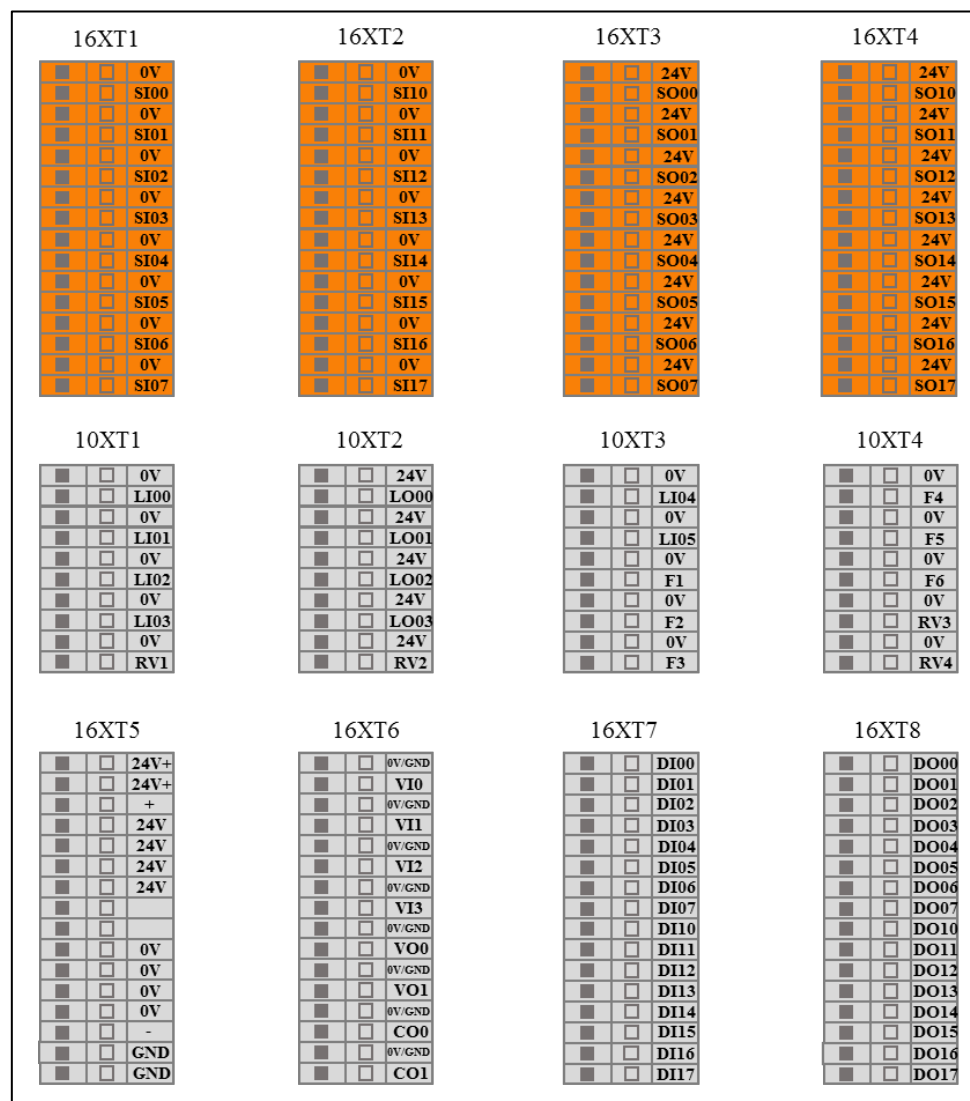 16XT1
0V
SI00
0V
SI01
0V
SI02
0V
SI03
0V
SI04
0V
SI05
0V
SI06
0V
SI07
16XT2
0V
SI10
0V
SI11
0V
SI12
0V
SI13
0V
SI14
0V
SI15
0V
SI16
0V
SI17
16XT3
24V
SO00
24V
SO01
24V
SO02
24V
SO03
24V
SO04
24V
SO05
24V
SO06
24V
SO07
16XT4
24V
SO10
24V
SO11
24V
SO12
24V
SO13
24V
SO14
24V
SO15
24V
SO16
24V
SO17
10XT1
0V
LI00
0V
LI01
0V
LI02
0V
LI03
0V
RV1
10XT2
24V
LO00
24V
LO01
24V
LO02
24V
LO03
24V
RV2
10XT3
0V
LI04
0V
LI05
0V
F1
0V
F2
0V
F3
10XT4
0V
F4
0V
F5
0V
F6
0V
RV3
0V
RV4
16XT5
24V+
24V+
+
24V
24V
24V
24V
0V
0V
0V
0V
-
GND
GND
16XT6
0V/GND
VI0
0V/GND
VI1
0V/GND
VI2
0V/GND
VI3
0V/GND
VO0
0V/GND
VO1
0V/GND
CO0
0V/GND
CO1
16XT7
DI00
DI01
DI02
DI03
DI04
DI05
DI06
DI07
DI10
DI11
DI12
DI13
DI14
DI15
DI16
DI17
16XT8
DO00
DO01
DO02
DO03
DO04
DO05
DO06
DO07
DO10
DO11
DO12
DO13
DO14
DO15
DO16
DO17